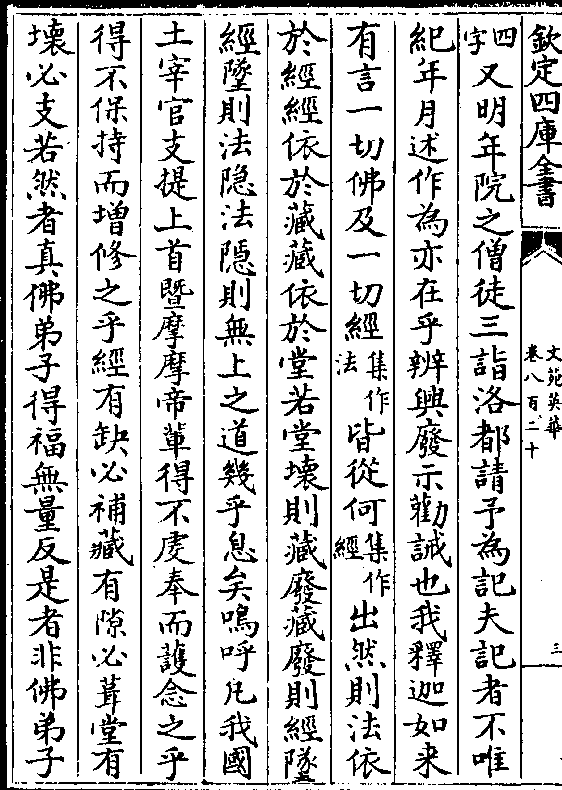 欽定四庫全書
文苑英華
卷八百二十
三
四字又明年院之僧徒三詣洛都請予為記夫記者不唯
紀年月述作為亦在乎辨興廢示勸誡也我釋迦如来
有言一切佛及一切經集作法皆從何集作經出然則法依
於經經依於藏藏依於堂若堂壞則藏廢藏廢則經墜
經墜則法隐法隱則無上之道幾乎息矣嗚呼凡我國
土宰官支提上首暨摩摩帝輩得不虔奉而護念之乎
得不保持而增修之乎經有缺必補藏有隙必葺堂有
壞必支若然者真佛弟子得福無量反是者非佛弟子